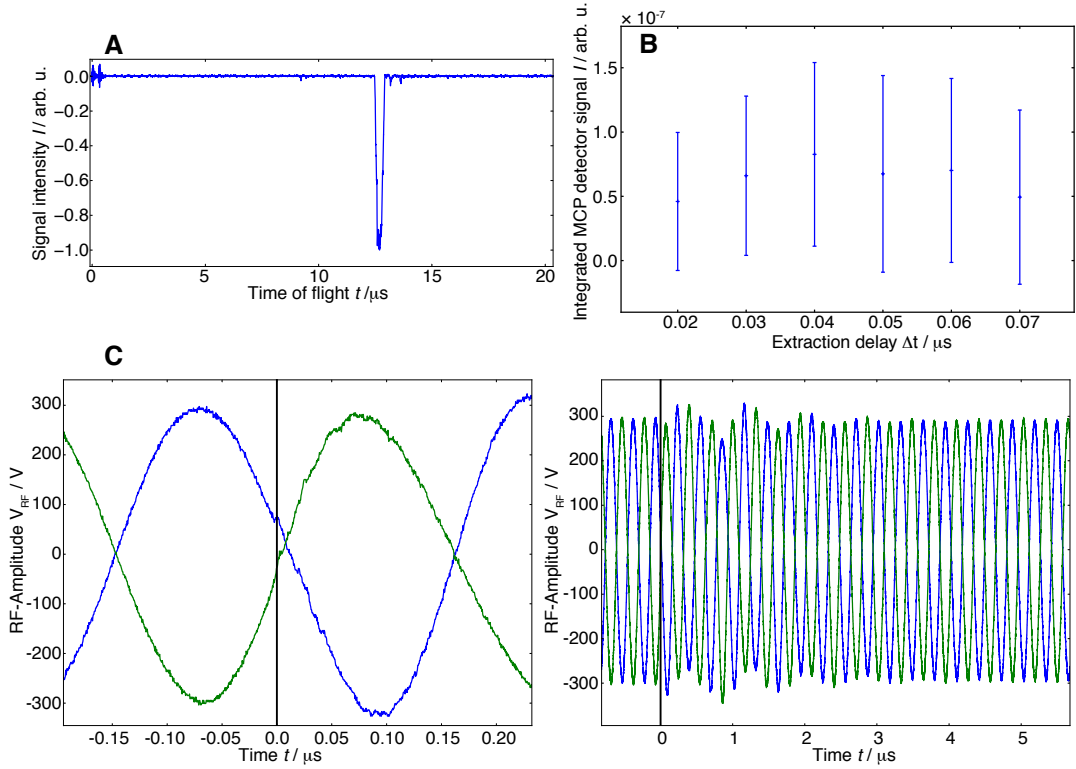 A
Signal intensity I / arb. u.
0.0
−0.2
−0.4
−0.6
−0.8
−1.0
0 5 10 15 20
Time of flight t /μs
B
× 10⁻⁷
Integrated MCP detector signal I / arb. u.
1.5
1.0
0.5
0.0
0.02 0.03 0.04 0.05 0.06 0.07
Extraction delay Δt / μs
C
RF-Amplitude V_RF / V
300
200
100
0
-100
-200
-300
-0.15 -0.10 -0.05 0.0 0.05 0.10 0.15 0.20
Time t / μs
RF-Amplitude V_RF / V
300
200
100
0
-100
-200
-300
0 1 2 3 4 5
Time t / μs